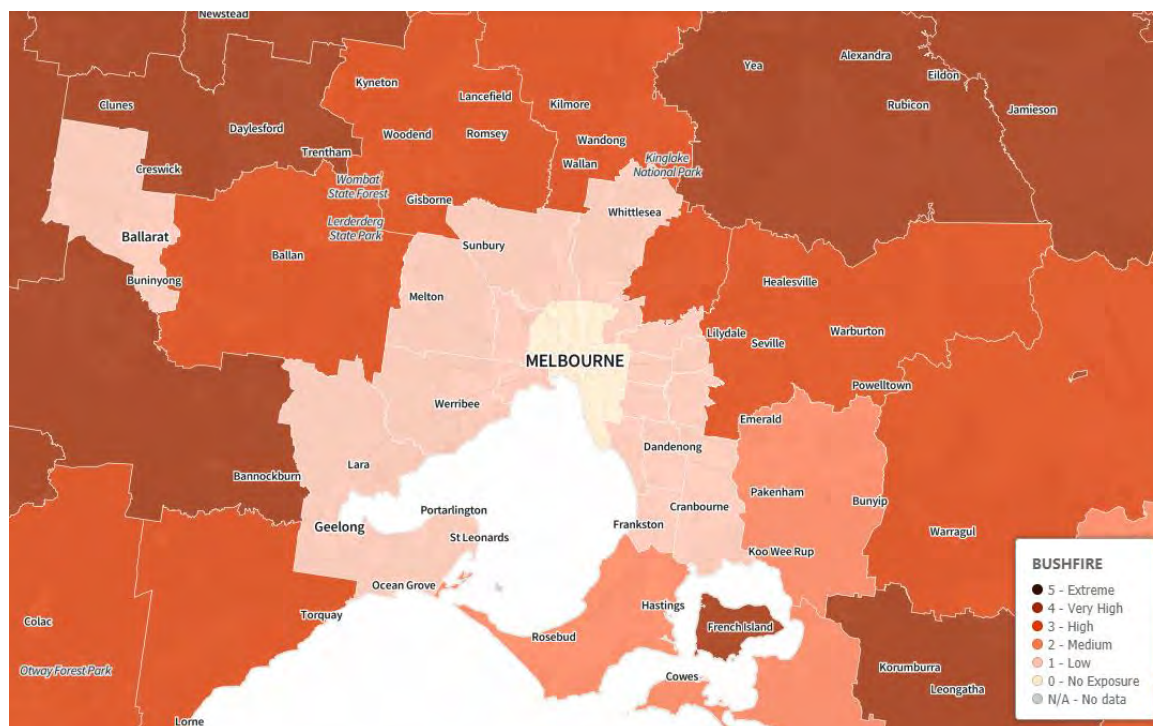 Newstead
Yea
Alexandra
Eildon
Kyneton
Lancefield
Kilmore
Clunes
Rubicon
Jamieson
Daylesford
Woodend
Romsey
Wandong
Trentham
Wallan
Kinglake
National Park
Creswick
Wombat
State Forest
Gisborne
Whittlesea
Lerderderg
State Park
Ballarat
Sunbury
Ballan
Buninyong
Healesville
Melton
Lilydale
Warburton
Seville
MELBOURNE
Powelltown
Werribee
Emerald
Dandenong
Lara
Bannockburn
Pakenham
Bunyip
Portarlington
Cranbourne
Geelong
Frankston
St Leonards
Warragul
Koo Wee Rup
Ocean Grove
Torquay
Hastings
Colac
French Island
Rosebud
Otway Forest Park
Korumburra
Cowes
Leongatha
Lorne
BUSHFIRE
5 - Extreme
4 - Very High
3 - High
2 - Medium
1 - Low
0 - No Exposure
N/A - No data